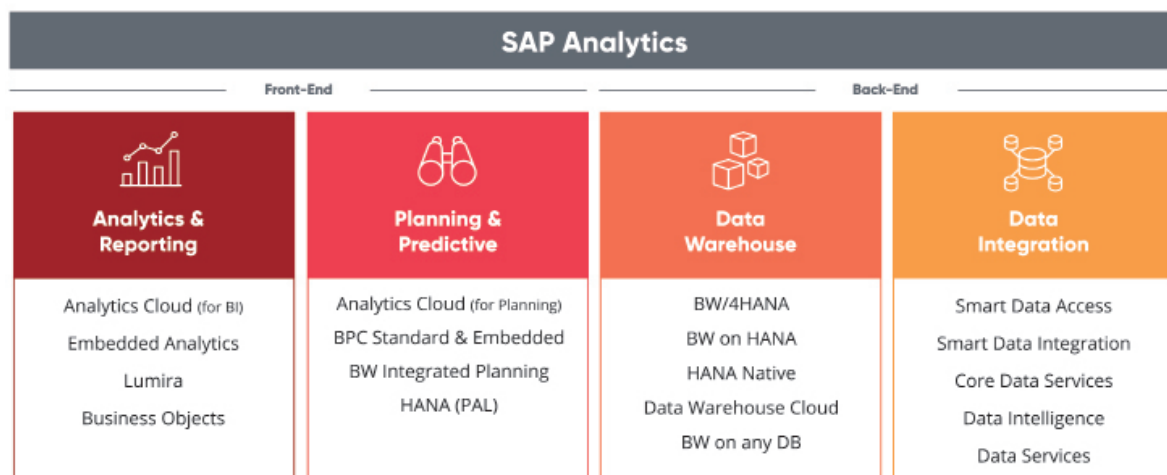 SAP Analytics
Front-End
Back-End
Analytics &
Reporting
Analytics Cloud (for BI)
Embedded Analytics
Lumira
Business Objects
Planning &
Predictive
Analytics Cloud (for Planning)
BPC Standard & Embedded
BW Integrated Planning
HANA (PAL)
Data
Warehouse
BW/4HANA
BW on HANA
HANA Native
Data Warehouse Cloud
BW on any DB
Data
Integration
Smart Data Access
Smart Data Integration
Core Data Services
Data Intelligence
Data Services